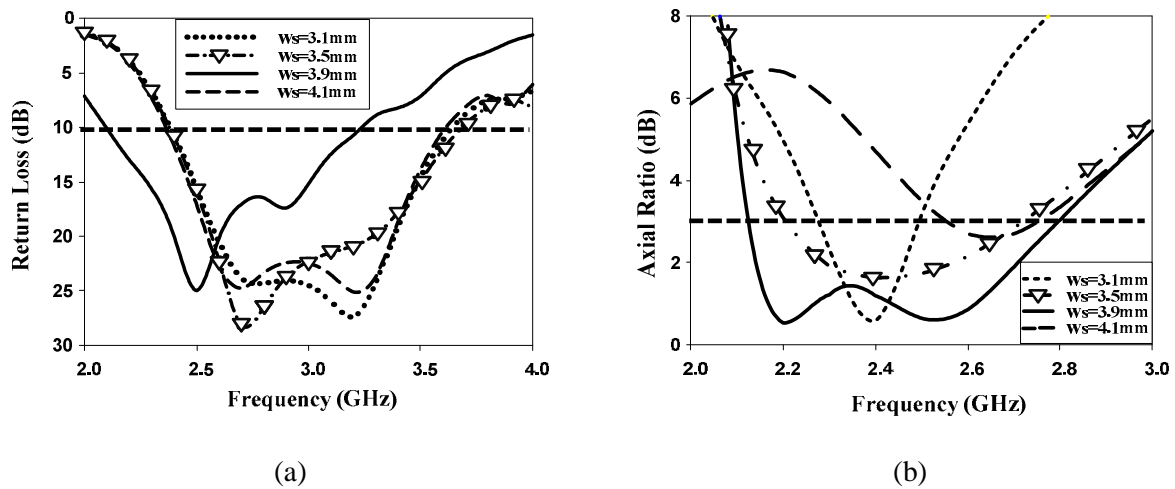 0
5
10
15
20
25
30
Return Loss (dB)
ws=3.1mm
ws=3.5mm
ws=3.9mm
ws=4.1mm
2.0
2.5
3.0
3.5
4.0
Frequency (GHz)
(a)
8
6
4
2
0
Axial Ratio (dB)
ws=3.1mm
ws=3.5mm
ws=3.9mm
ws=4.1mm
2.0
2.2
2.4
2.6
2.8
3.0
Frequency (GHz)
(b)